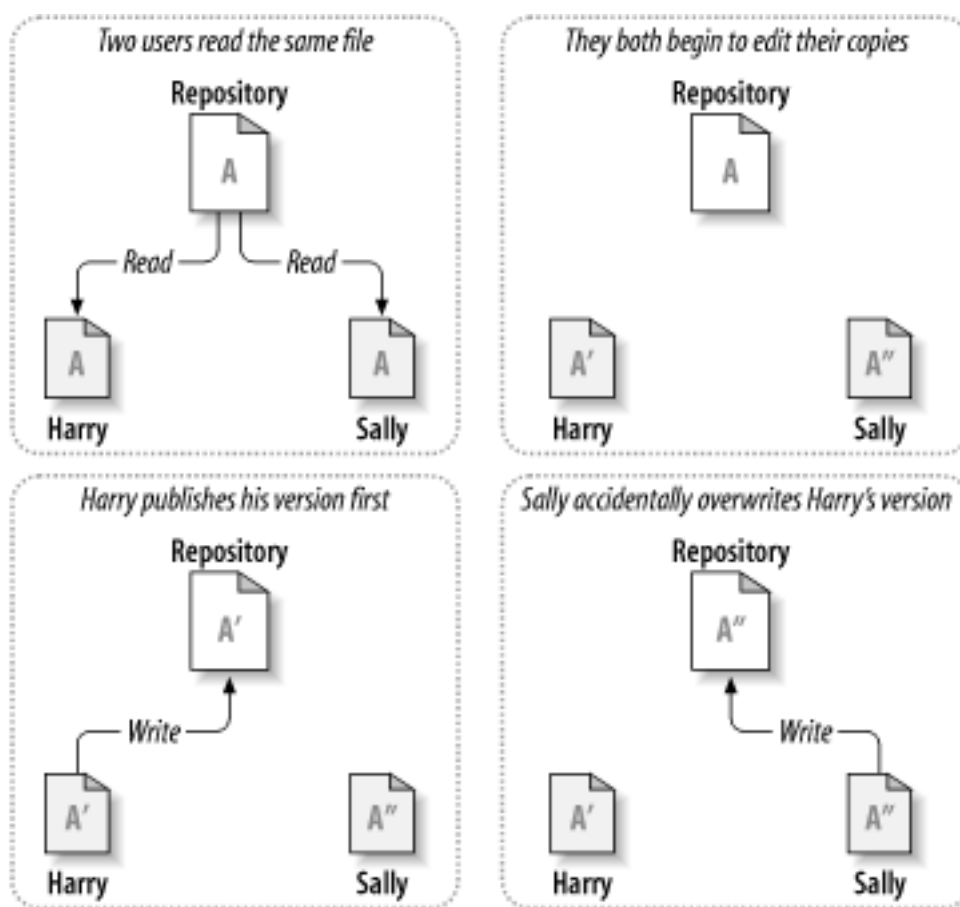 Two users read the same file
Repository
A
Read
Read
A
A
Harry
Sally
They both begin to edit their copies
Repository
A
A′
A″
Harry
Sally
Harry publishes his version first
Repository
A′
Write
A′
A″
Harry
Sally
Sally accidentally overwrites Harry's version
Repository
A″
Write
A′
A″
Harry
Sally